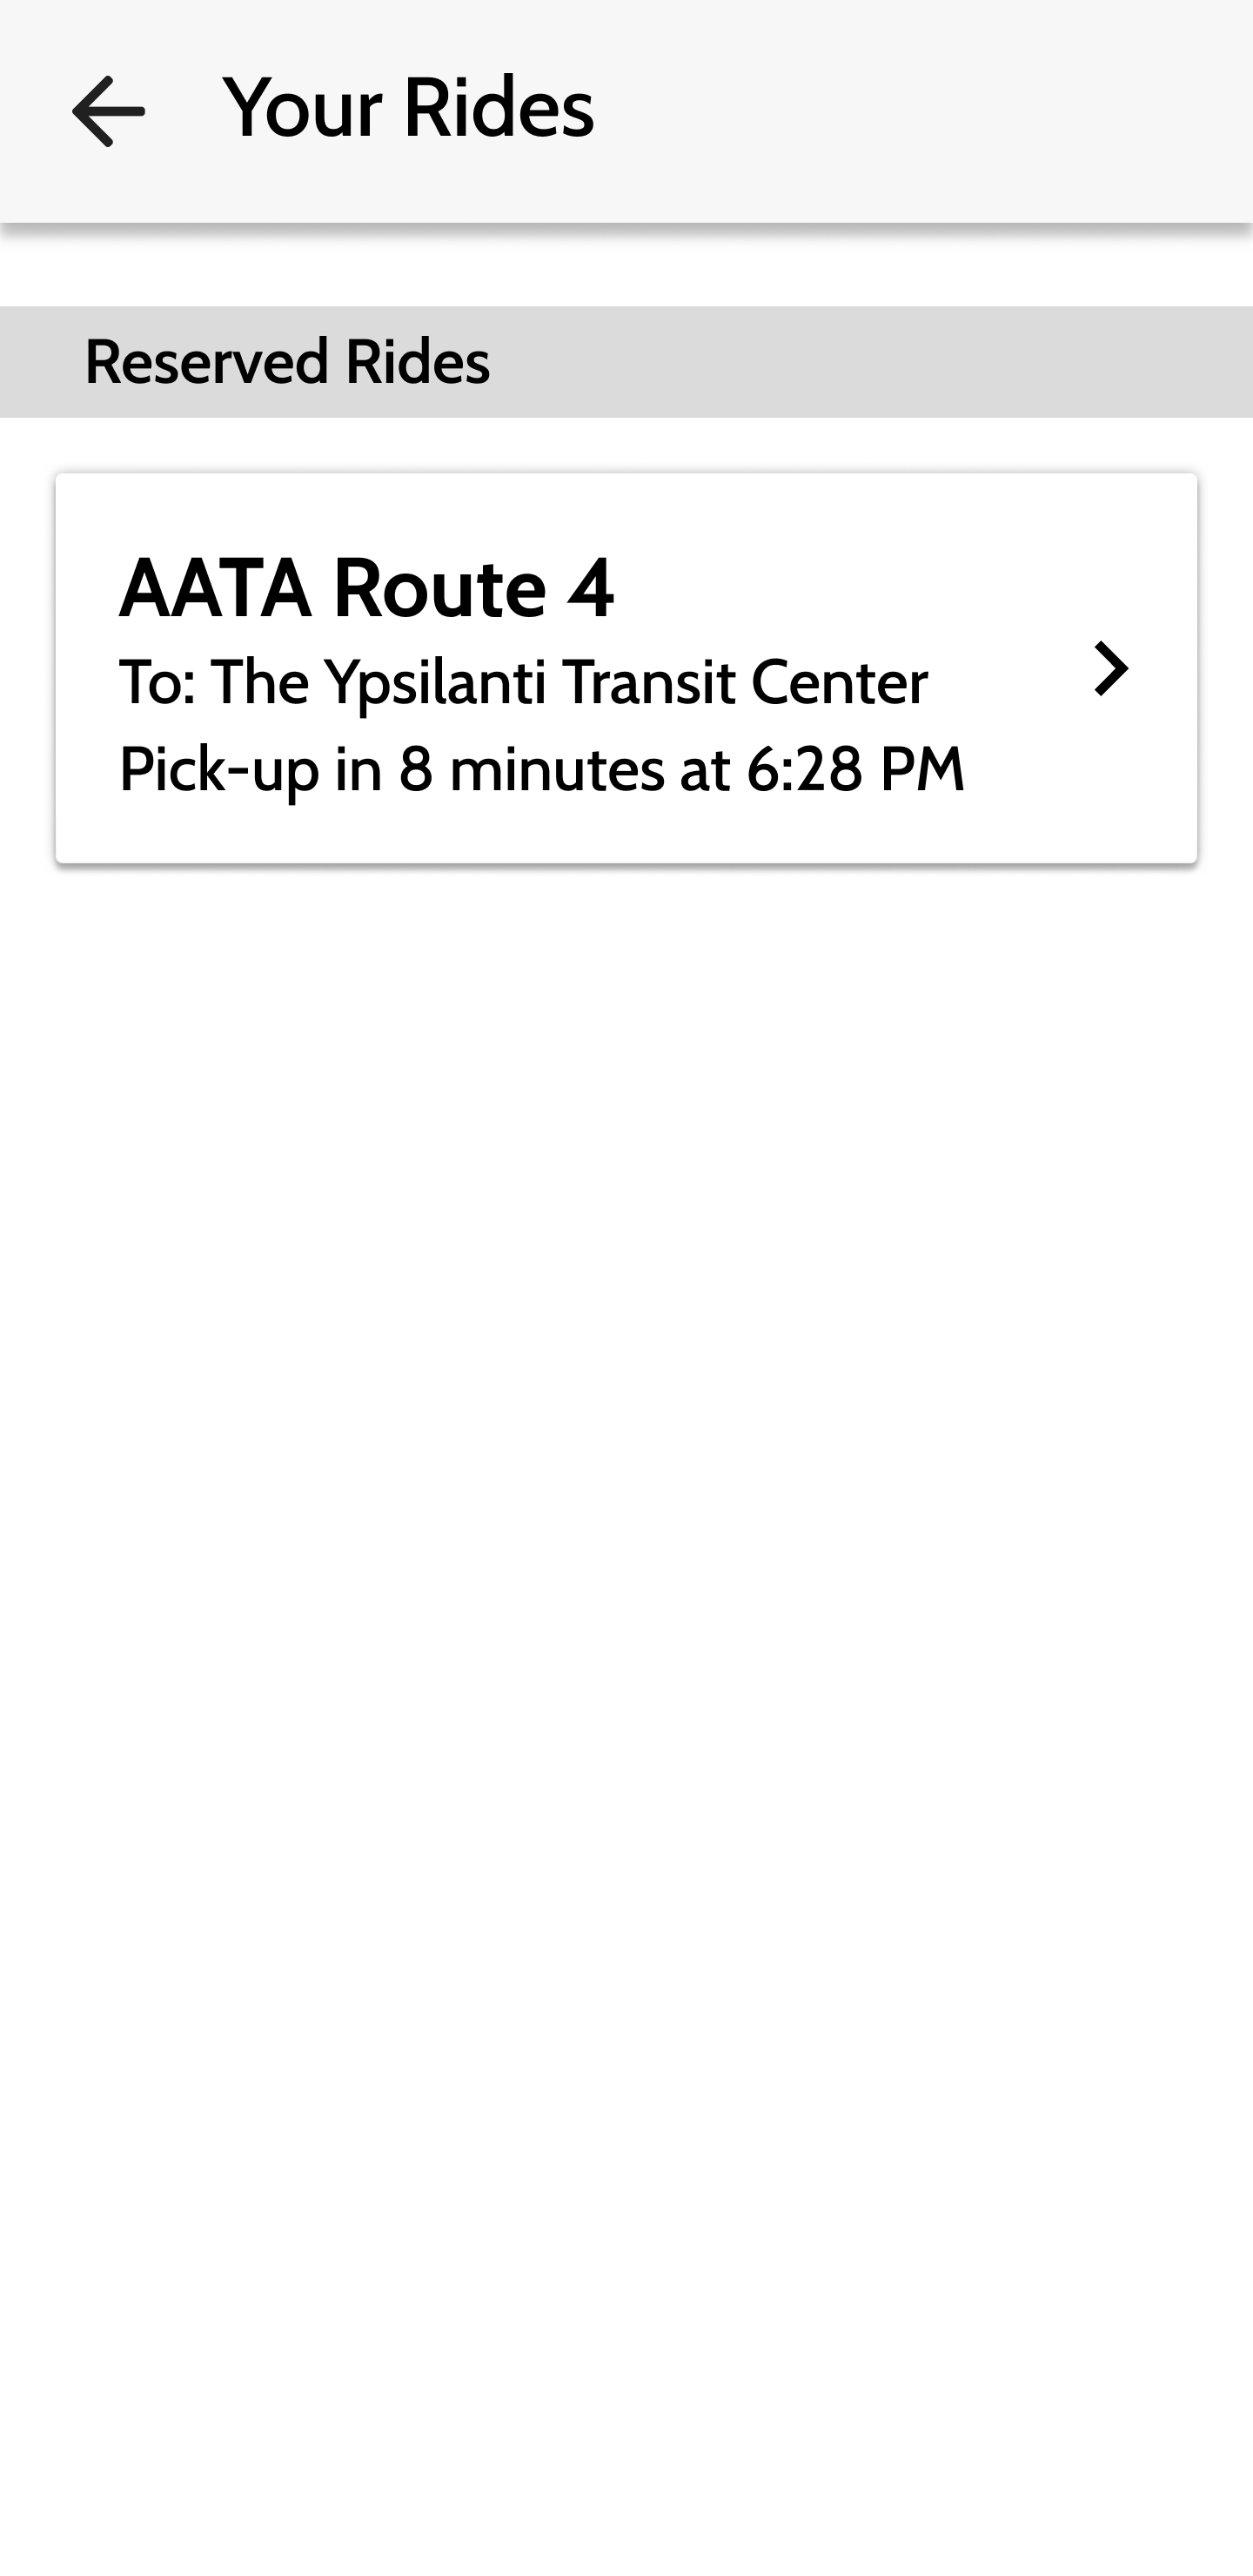 Your Rides
Reserved Rides
AATA Route 4
To: The Ypsilanti Transit Center
Pick-up in 8 minutes at 6:28 PM